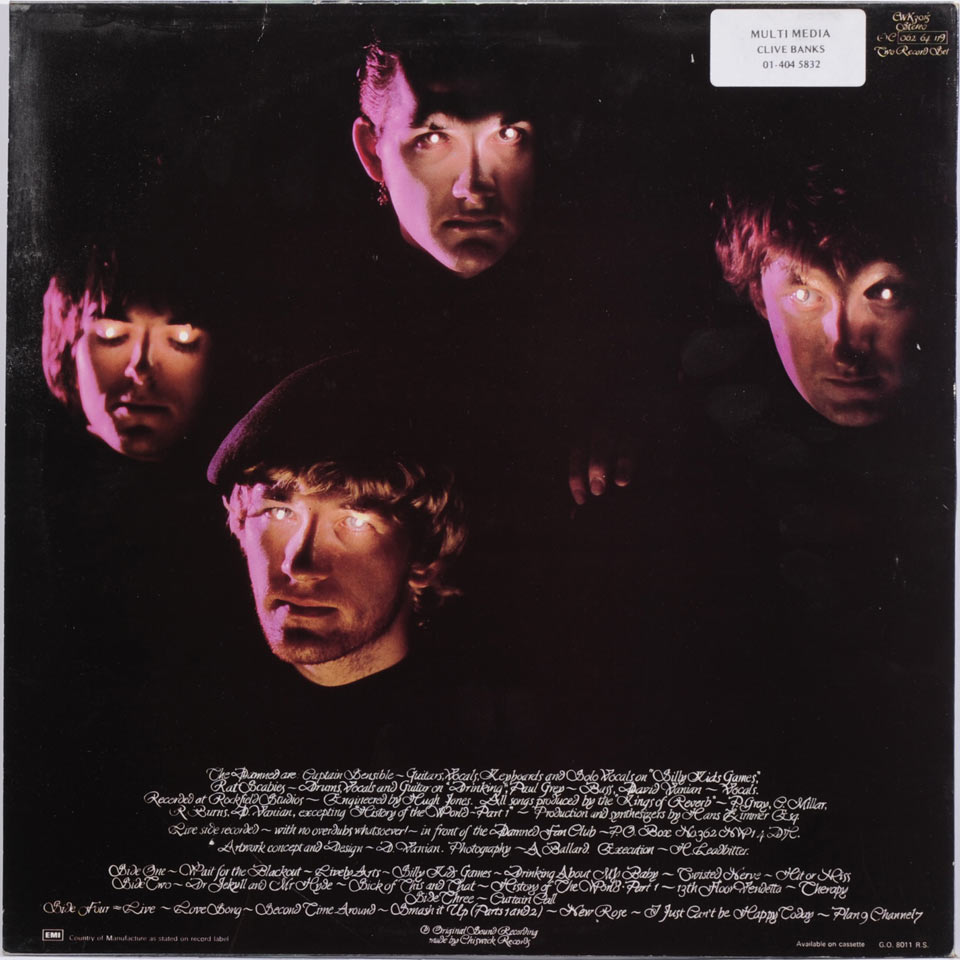 MULTI MEDIA
CLIVE BANKS
01-404 5832
CWK 3015
Stereo
OC 062 64 119
Two Record Set
The Damned are Captain Sensible ~ Guitars, Vocals, Keyboards and Solo Vocals on "Silly Kids Games,"
Rat Scabies ~ Drums, Vocals and Guitar on "Drinking," Paul Gray ~ Bass, David Vanian ~ Vocals.
Recorded at Rockfield Studios ~ Engineered by Hugh Jones. All songs produced by the "Kings of Reverb" ~ P. Gray, C. Millar,
R. Burns, D. Vanian, excepting History of the World ~ Part 1" ~ Production and synthesizers by Hans Zimmer Esq.
Live side recorded ~ with no overdubs whatsoever! ~ in front of the Damned Fan Club ~ P.O. Box No. 362 NW1 4
Artwork concept and Design ~ D. Vanian. Photography ~ A. Ballard Execution ~ H. Leadbitter.
Side One ~ Wait for the Blackout ~ Lively Arts ~ Silly Kids Games ~ Drinking About My Baby ~ Twisted Nerve ~ Hit or Miss
Side Two ~ Dr Jekyll and Mr Hyde ~ Sick of This and That ~ History of The World Part 1 ~ 13th Floor Vendetta ~ Therapy
Side Three ~ Curtain Call
Side Four = Live ~ Love Song ~ Second Time Around ~ Smash it Up (Parts 1 and 2) ~ New Rose ~ I Just Can't be Happy Today ~ Plan 9 Channel 7
℗ Original Sound Recording
made by Chiswick Records
EMI Country of Manufacture as stated on record label
Available on cassette G.O. 8011 R.S.